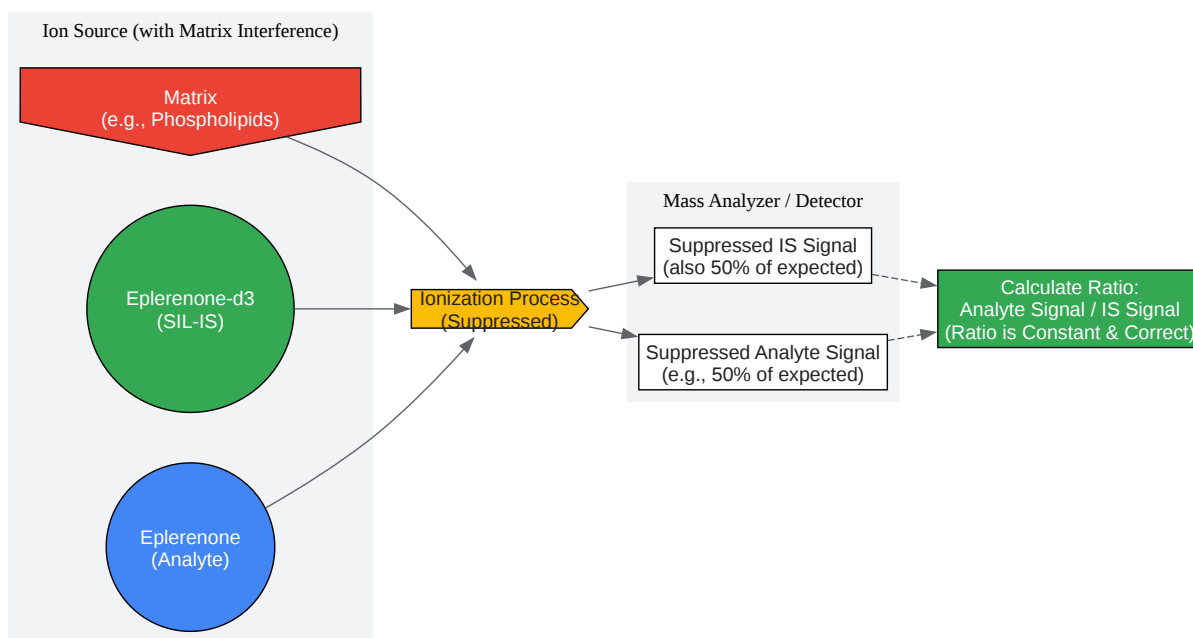 Ion Source (with Matrix Interference)
Matrix
(e.g., Phospholipids)
Eplerenone-d3
(SIL-IS)
Eplerenone
(Analyte)
Ionization Process
(Suppressed)
Mass Analyzer / Detector
Suppressed IS Signal
(also 50% of expected)
Suppressed Analyte Signal
(e.g., 50% of expected)
Calculate Ratio:
Analyte Signal / IS Signal
(Ratio is Constant & Correct)